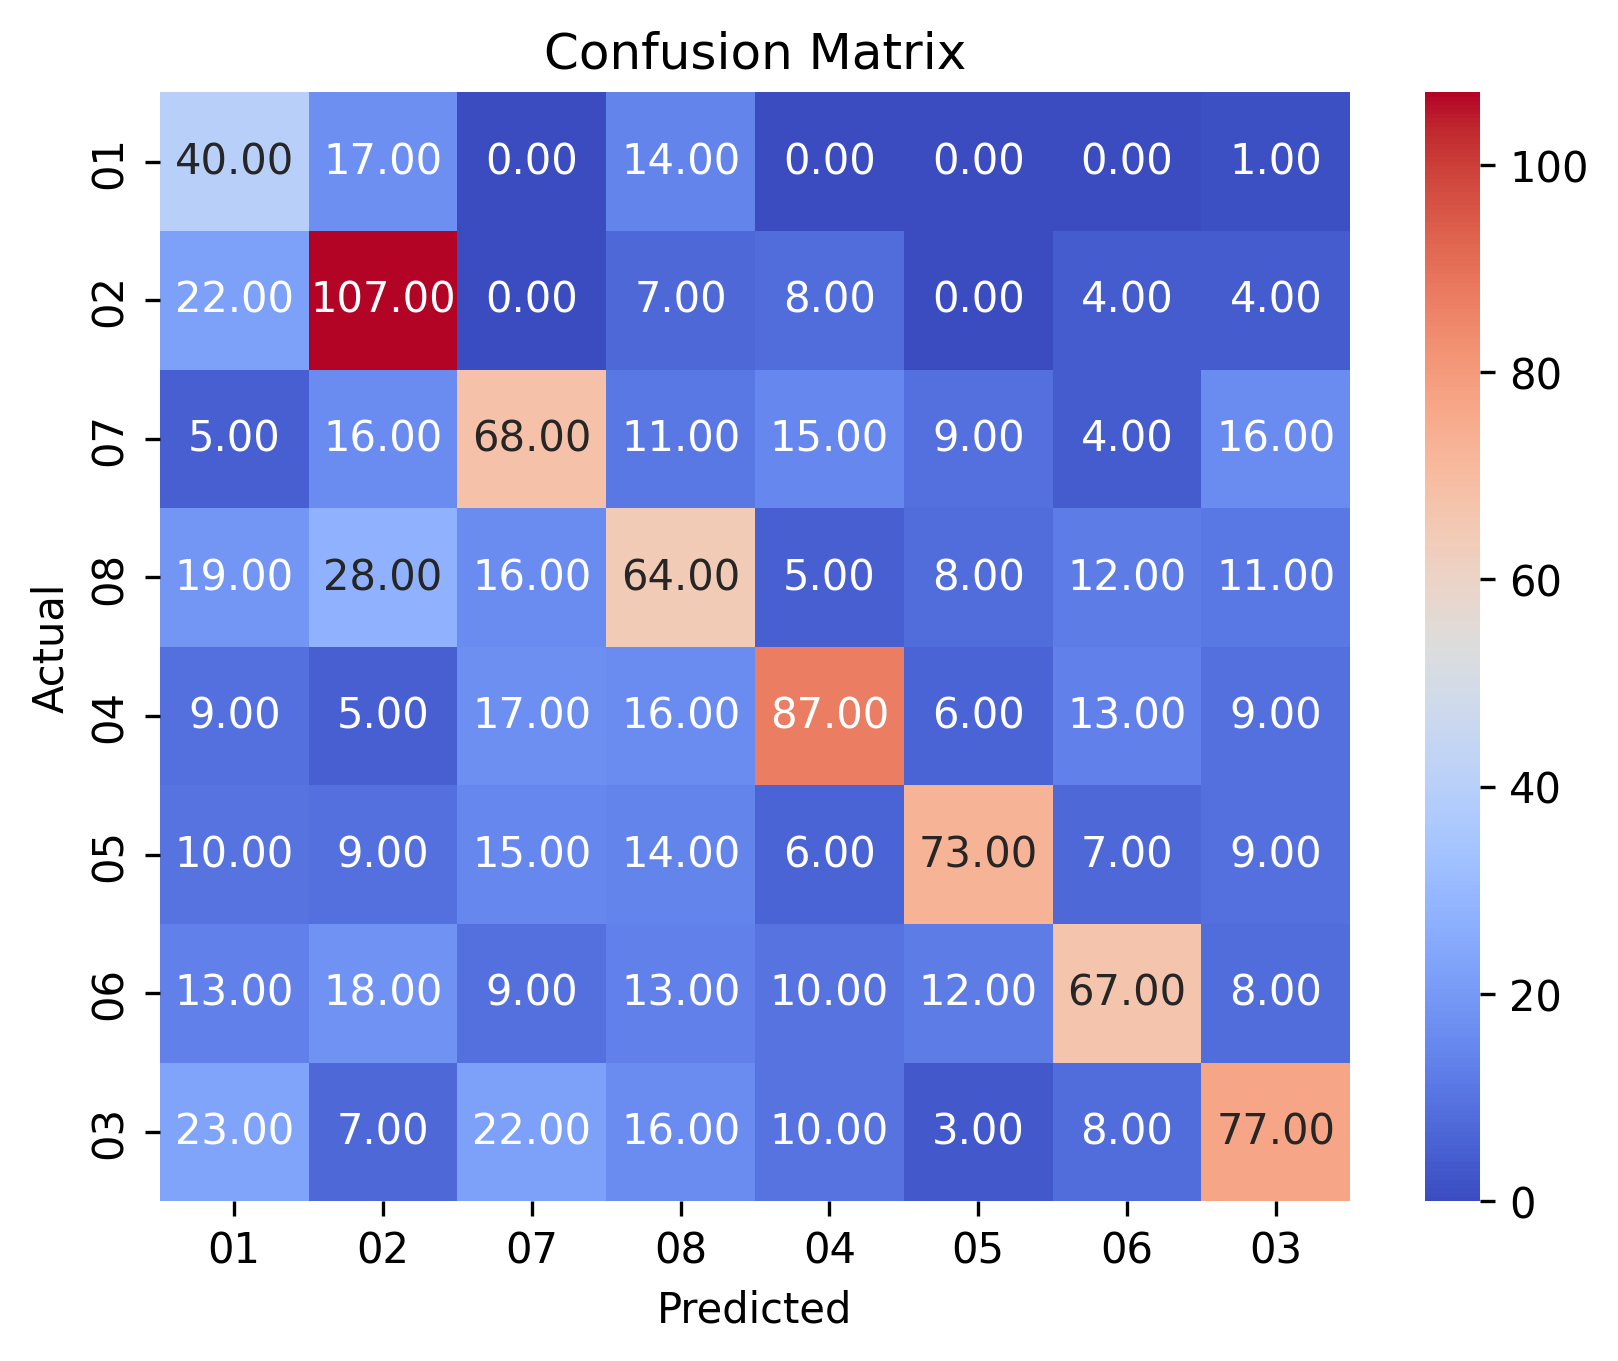 Confusion Matrix
01 40.00 17.00 0.00 14.00 0.00 0.00 0.00 1.00
02 22.00 107.00 0.00 7.00 8.00 0.00 4.00 4.00
07 5.00 16.00 68.00 11.00 15.00 9.00 4.00 16.00
08 19.00 28.00 16.00 64.00 5.00 8.00 12.00 11.00
04 9.00 5.00 17.00 16.00 87.00 6.00 13.00 9.00
05 10.00 9.00 15.00 14.00 6.00 73.00 7.00 9.00
06 13.00 18.00 9.00 13.00 10.00 12.00 67.00 8.00
03 23.00 7.00 22.00 16.00 10.00 3.00 8.00 77.00
01 02 07 08 04 05 06 03
Predicted
Actual
100
80
60
40
20
0